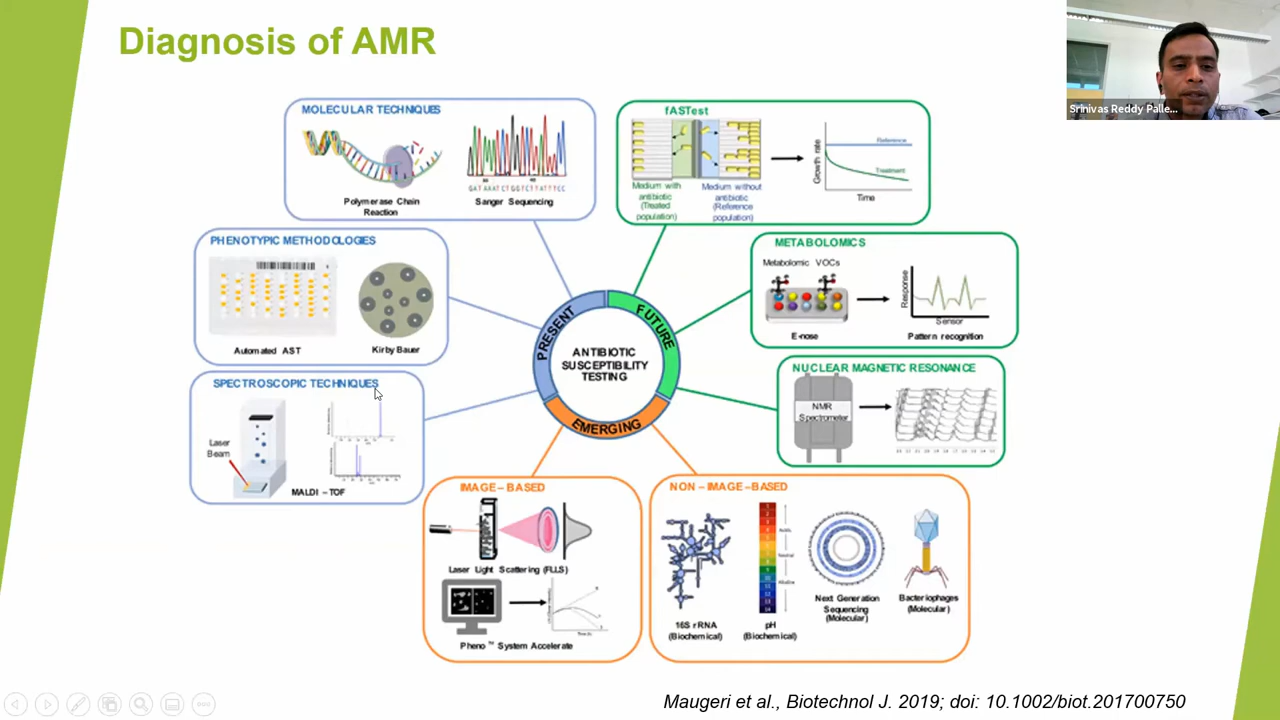 Diagnosis of AMR
Srinivas Reddy Palle...
MOLECULAR TECHNIQUES
Polymerase Chain
Reaction
GATAAATCTGGTCTTATTTCC
Sanger Sequencing
fASTest
Medium with
antibiotic
(Treated
population)
Medium without
antibiotic
(Reference
population)
Growth rate
Reference
Treatment
Time
PHENOTYPIC METHODOLOGIES
Automated AST
Kirby Bauer
METABOLOMICS
Metabolomic VOCs
E-nose
Response
Sensor
Pattern recognition
SPECTROSCOPIC TECHNIQUES
Laser
Beam
MALDI – TOF
PRESENT
FUTURE
EMERGING
ANTIBIOTIC
SUSCEPTIBILITY
TESTING
NUCLEAR MAGNETIC RESONANCE
NMR
Spectrometer
IMAGE – BASED
Laser Light Scattering (FLLS)
Pheno™ System Accelerate
NON – IMAGE – BASED
16S rRNA
(Biochemical)
Neutral
pH
(Biochemical)
Next Generation
Sequencing
(Molecular)
Bacteriophages
(Molecular)
Maugeri et al., Biotechnol J. 2019; doi: 10.1002/biot.201700750